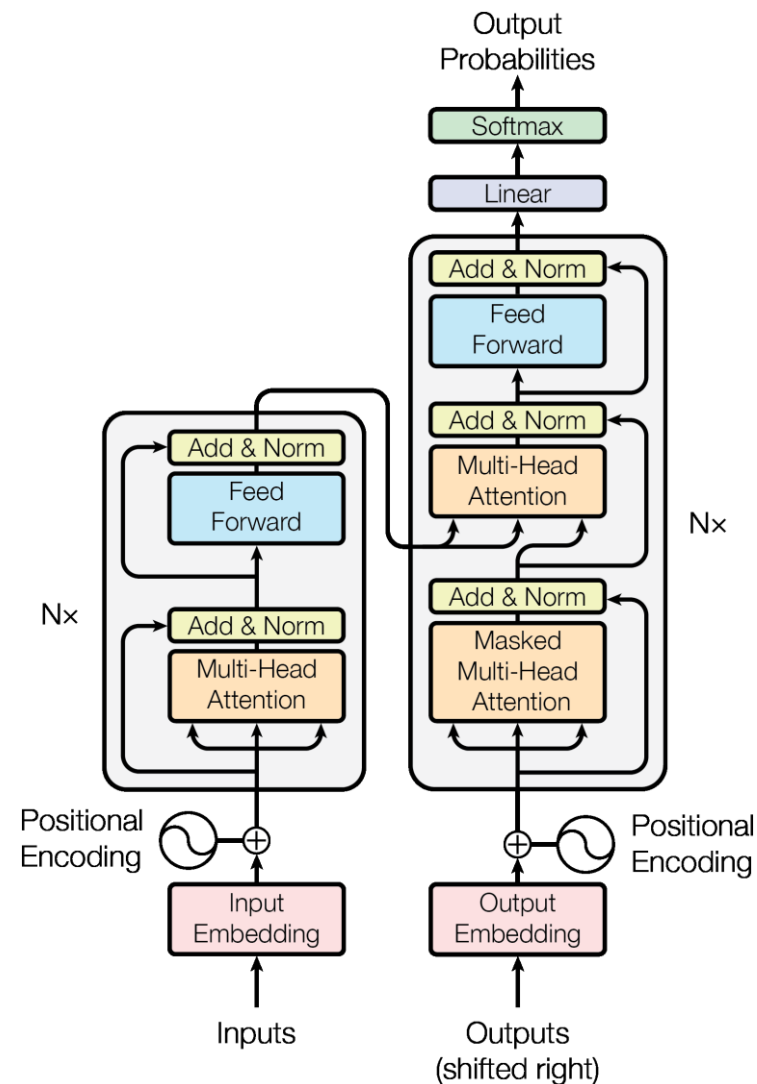 Output
Probabilities
Softmax
Linear
Add & Norm
Feed
Forward
Add & Norm
Multi-Head
Attention
Nx
Add & Norm
Masked
Multi-Head
Attention
Add & Norm
Feed
Forward
Nx
Add & Norm
Multi-Head
Attention
Positional
Encoding
Positional
Encoding
Input
Embedding
Output
Embedding
Inputs
Outputs
(shifted right)